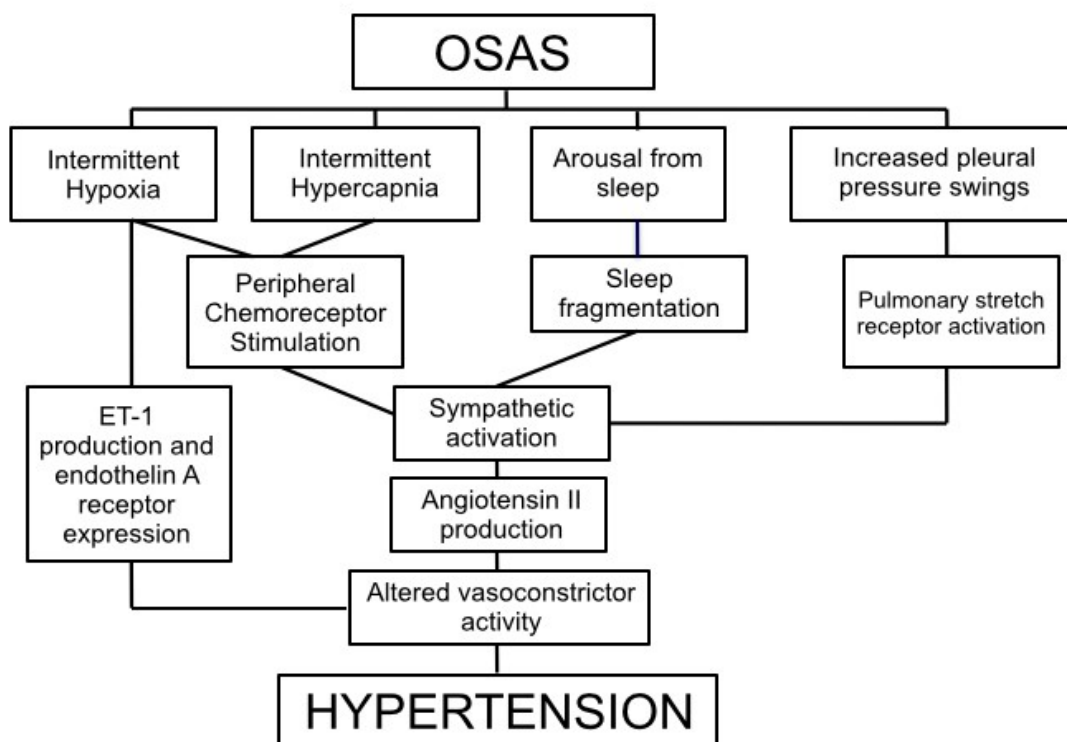 OSAS
Intermittent
Hypoxia
Intermittent
Hypercapnia
Arousal from
sleep
Increased pleural
pressure swings
Peripheral
Chemoreceptor
Stimulation
Sleep
fragmentation
Pulmonary stretch
receptor activation
ET-1
production and
endothelin A
receptor
expression
Sympathetic
activation
Angiotensin II
production
Altered vasoconstrictor
activity
HYPERTENSION